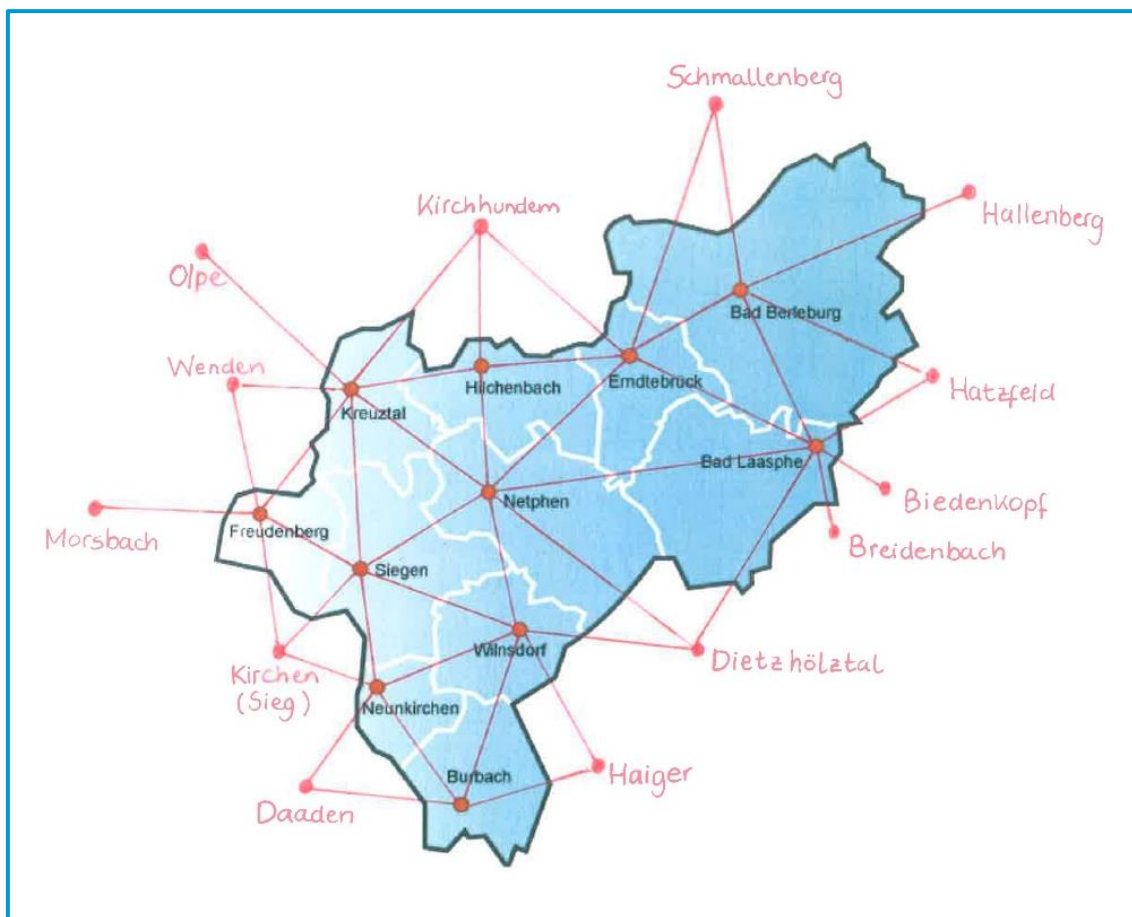 Schmallenberg
Kirchhundem
Hallenberg
Olpe
Bad Berleburg
Wenden
Hilchenbach
Erndtebrück
Hatzfeld
Kreuztal
Bad Laasphe
Netphen
Biedenkopf
Morsbach
Freudenberg
Breidenbach
Siegen
Wilnsdorf
Dietzhölztal
Kirchen
(Sieg)
Neunkirchen
Burbach
Haiger
Daaden